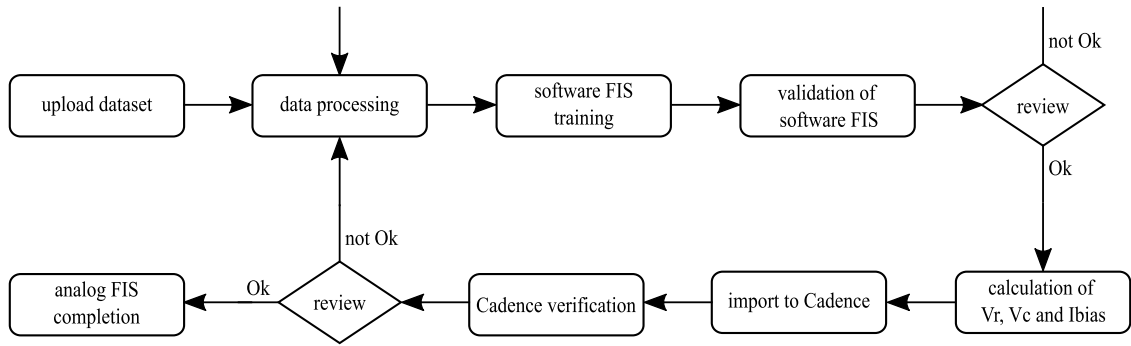 upload dataset
data processing
software FIS
training
validation of
software FIS
not Ok
review
Ok
calculation of
Vr, Vc and Ibias
import to Cadence
Cadence verification
not Ok
review
Ok
analog FIS
completion